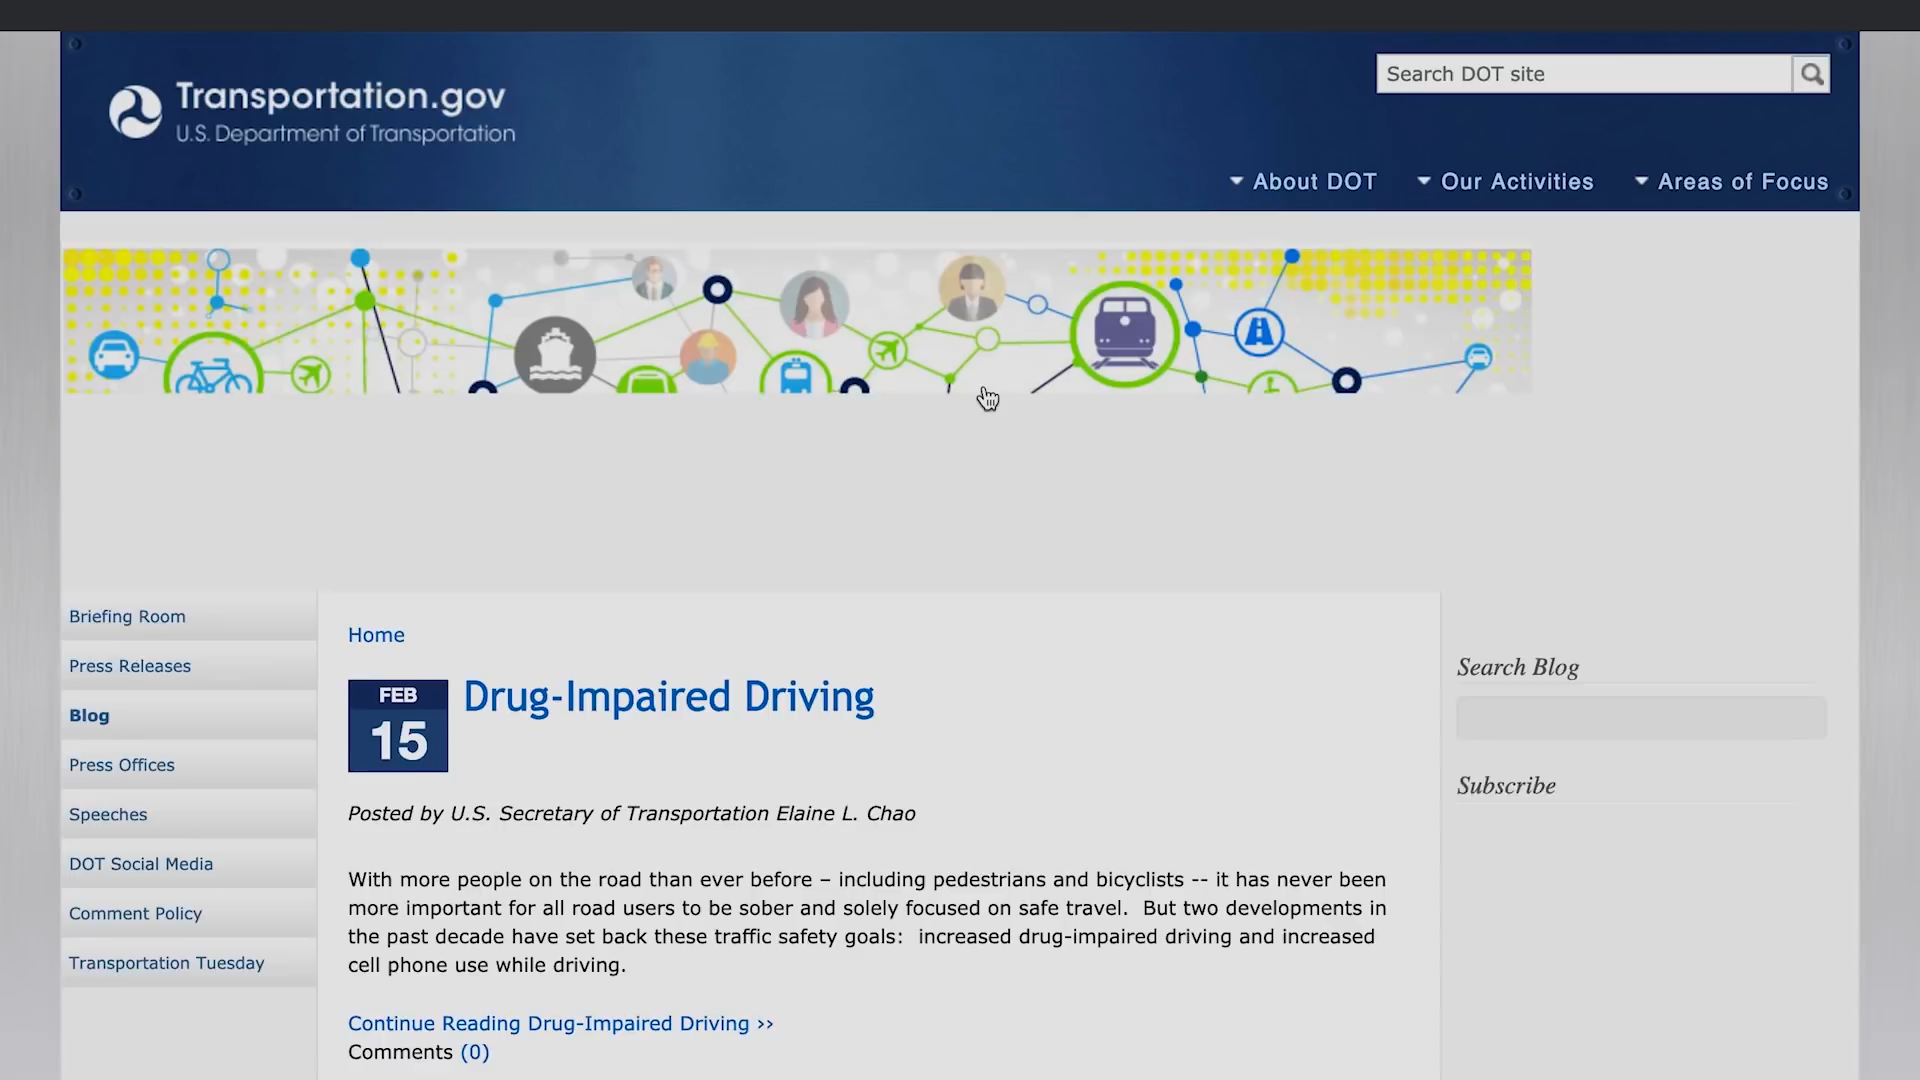 Transportation.gov
U.S. Department of Transportation
Search DOT site
About DOT
Our Activities
Areas of Focus
Briefing Room
Press Releases
Blog
Press Offices
Speeches
DOT Social Media
Comment Policy
Transportation Tuesday
Home
FEB
15
Drug-Impaired Driving
Posted by U.S. Secretary of Transportation Elaine L. Chao
With more people on the road than ever before – including pedestrians and bicyclists -- it has never been
more important for all road users to be sober and solely focused on safe travel.  But two developments in
the past decade have set back these traffic safety goals:  increased drug-impaired driving and increased
cell phone use while driving.
Continue Reading Drug-Impaired Driving >>
Comments (0)
Search Blog
Subscribe